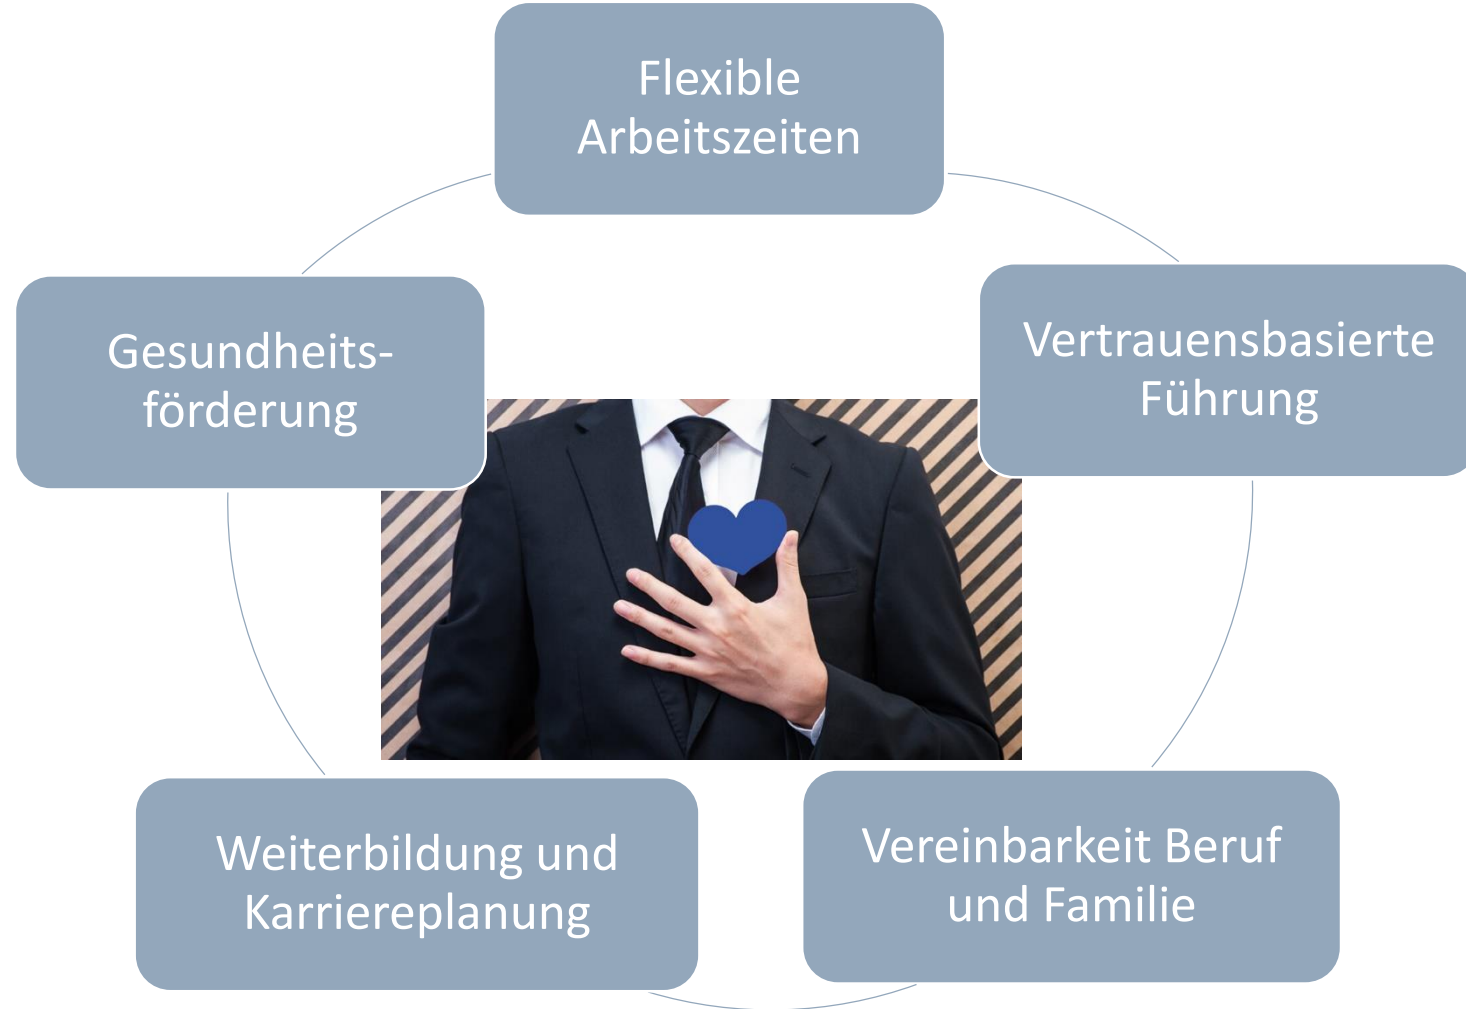 Flexible
Arbeitszeiten
Vertrauensbasierte
Führung
Gesundheits-
förderung
Vereinbarkeit Beruf
und Familie
Weiterbildung und
Karriereplanung